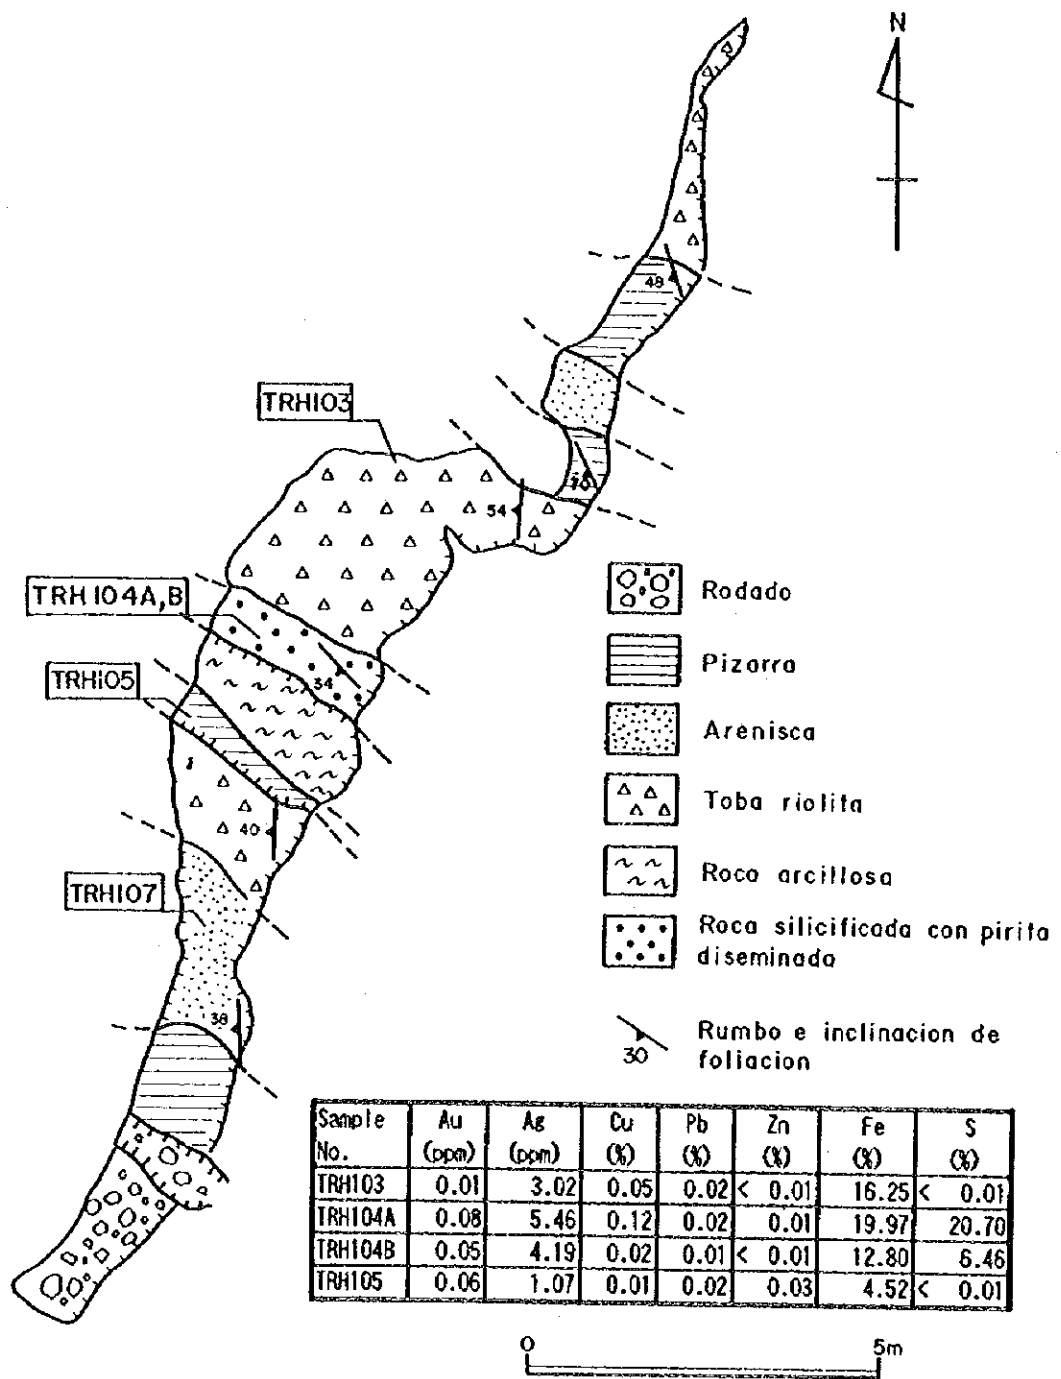 N
48
TRH103
70
54
TRH 104A,B
34
TRH105
40
TRH107
38
Rodado
Pizarra
Arenisca
Toba riolita
Roca arcillosa
Roca silicificada con pirita
diseminada
30
Rumbo e inclinacion de
foliacion
Sample No. Au (ppm) Ag (ppm) Cu (%) Pb (%) Zn (%) Fe (%) S (%)
TRH103 0.01 3.02 0.05 0.02 < 0.01 16.25 < 0.01
TRH104A 0.08 5.46 0.12 0.02 0.01 19.97 20.70
TRH104B 0.05 4.19 0.02 0.01 < 0.01 12.80 6.46
TRH105 0.06 1.07 0.01 0.02 0.03 4.52 < 0.01
0 5m